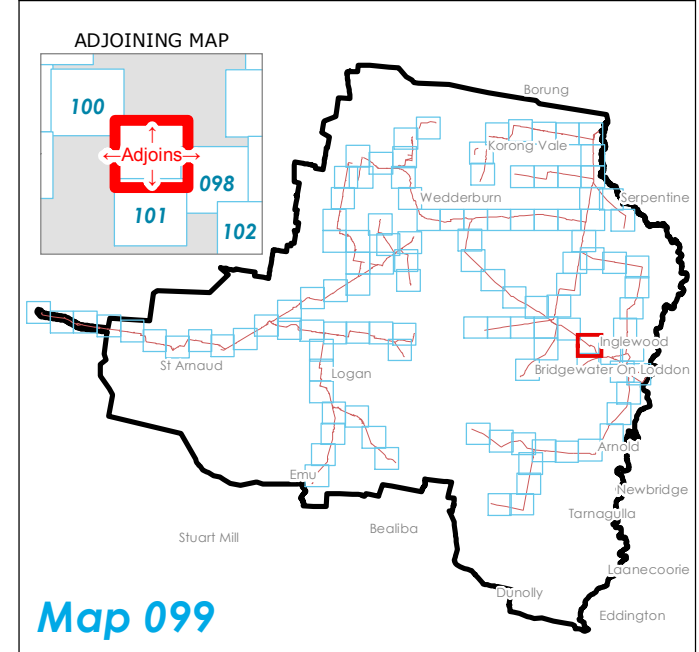 ADJOINING MAP
100
Adjoins
098
101
102
Borung
Korong Vale
Wedderburn
Serpentine
Inglewood
St Arnaud
Bridgewater On Loddon
Logan
Arnold
Emu
Newbridge
Tarnagulla
Bealiba
Stuart Mill
Laanecoorie
Dunolly
Eddington
Map 099